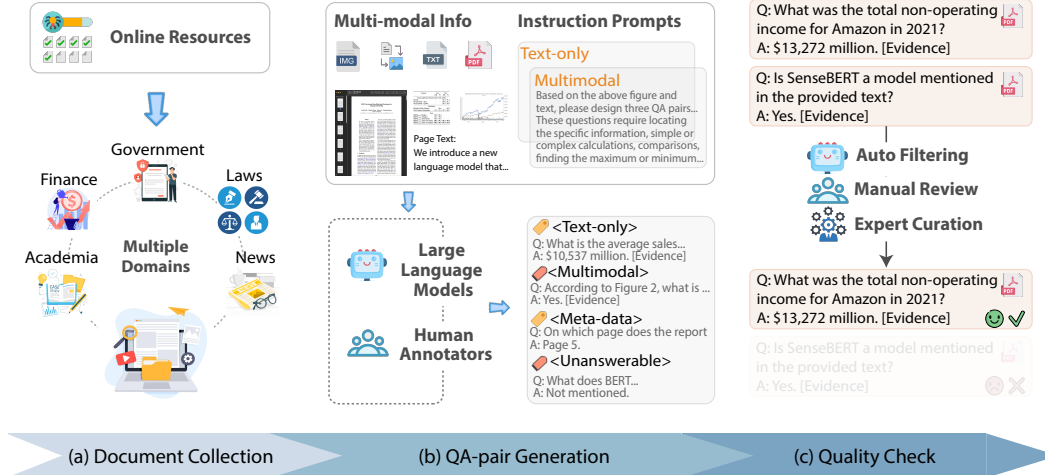 Online Resources
Government
Finance
Laws
Multiple
Domains
Academia
News
Multi-modal Info
Instruction Prompts
IMG
TXT
PDF
Text-only
Multimodal
Based on the above figure and
text, please design three QA pairs...
These questions require locating
the specific information, simple or
complex calculations, comparisons,
finding the maximum or minimum...
Page Text:
We introduce a new
language model that...
Large
Language
Models
Human
Annotators
<Text-only>
Q: What is the average sales...
A: $10,537 million. [Evidence]
<Multimodal>
Q: According to Figure 2, what is ...
A: Yes. [Evidence]
<Meta-data>
Q: On which page does the report
A: Page 5.
<Unanswerable>
Q: What does BERT...
A: Not mentioned.
Q: What was the total non-operating
income for Amazon in 2021?
A: $13,272 million. [Evidence]
PDF
Q: Is SenseBERT a model mentioned
in the provided text?
A: Yes. [Evidence]
PDF
Auto Filtering
Manual Review
Expert Curation
Q: What was the total non-operating
income for Amazon in 2021?
A: $13,272 million. [Evidence]
PDF
Q: Is SenseBERT a model mentioned
in the provided text?
A: Yes. [Evidence]
PDF
(a) Document Collection
(b) QA-pair Generation
(c) Quality Check